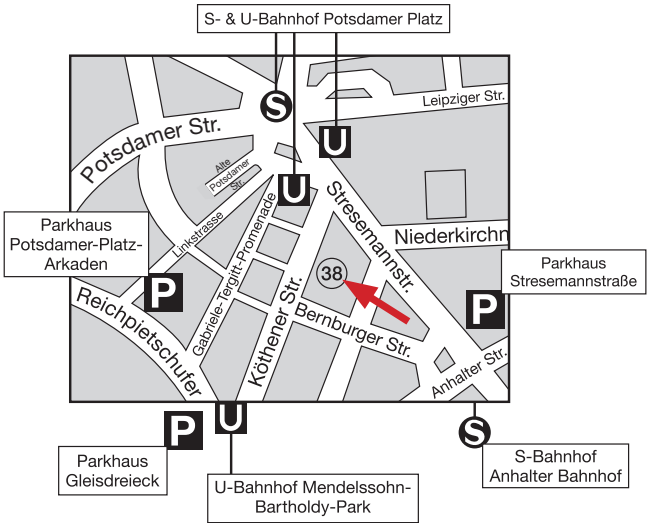 S- & U-Bahnhof Potsdamer Platz
S
Leipziger Str.
U
Potsdamer Str.
Alte
Potsdamer
Str.
U
Stresemannstr.
Parkhaus
Potsdamer-Platz-
Arkaden
Linkstrasse
Gabriele-Tergitt-Promenade
Niederkirchn
Parkhaus
Stresemannstraße
38
P
P
Reichpietschufer
Köthener Str.
Bernburger Str.
Anhalter Str.
P
U
S
Parkhaus
Gleisdreieck
S-Bahnhof
Anhalter Bahnhof
U-Bahnhof Mendelssohn-
Bartholdy-Park